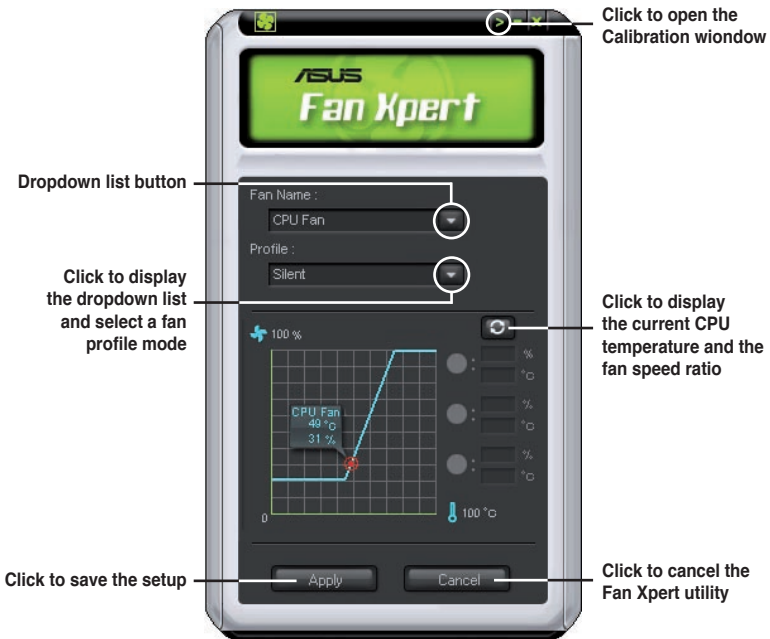 Click to open the
Calibration wiondow
>
-
x
ASUS
Fan Xpert
Dropdown list button
Fan Name :
CPU Fan
Profile :
Silent
Click to display
the dropdown list
and select a fan
profile mode
Click to display
the current CPU
temperature and the
fan speed ratio
100 %
: %
°C
: %
°C
: %
°C
CPU Fan
49 °C
31 %
0
100 °C
Click to save the setup
Apply
Cancel
Click to cancel the
Fan Xpert utility